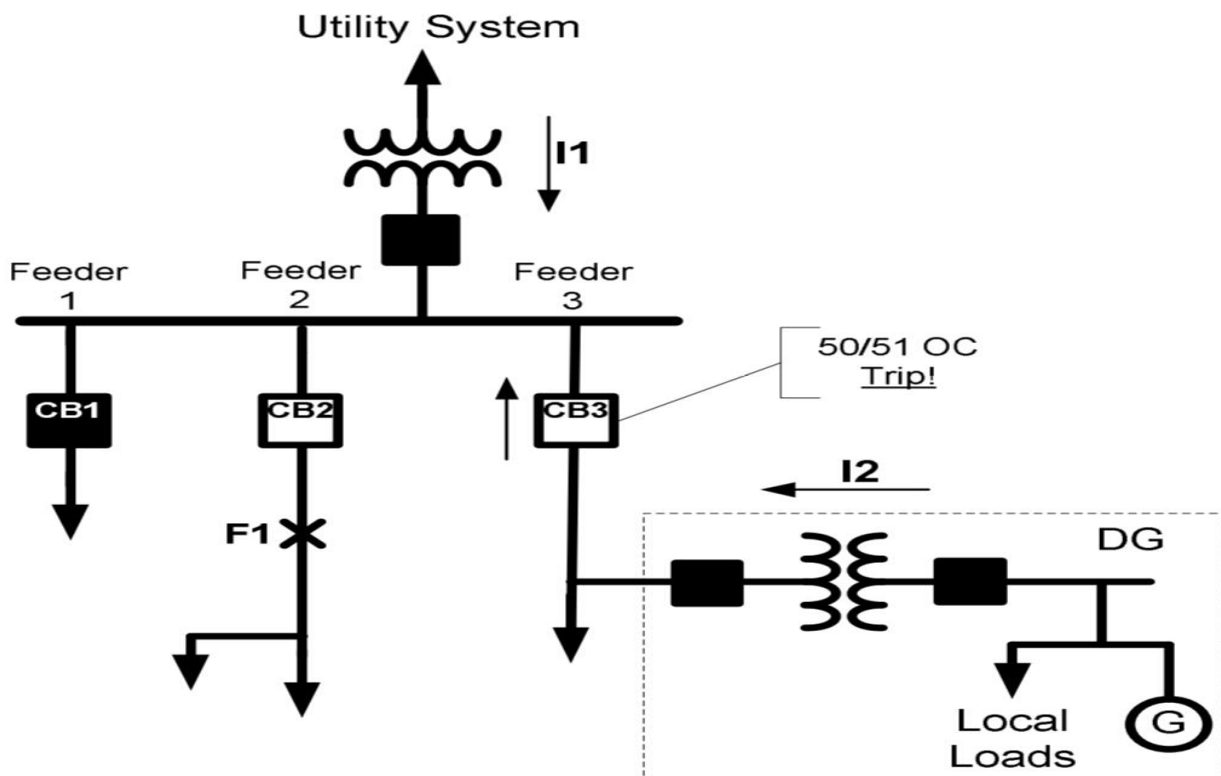 Utility System
I1
Feeder
1
Feeder
2
Feeder
3
50/51 OC
Trip!
CB1
CB2
CB3
I2
F1
DG
Local
Loads
G